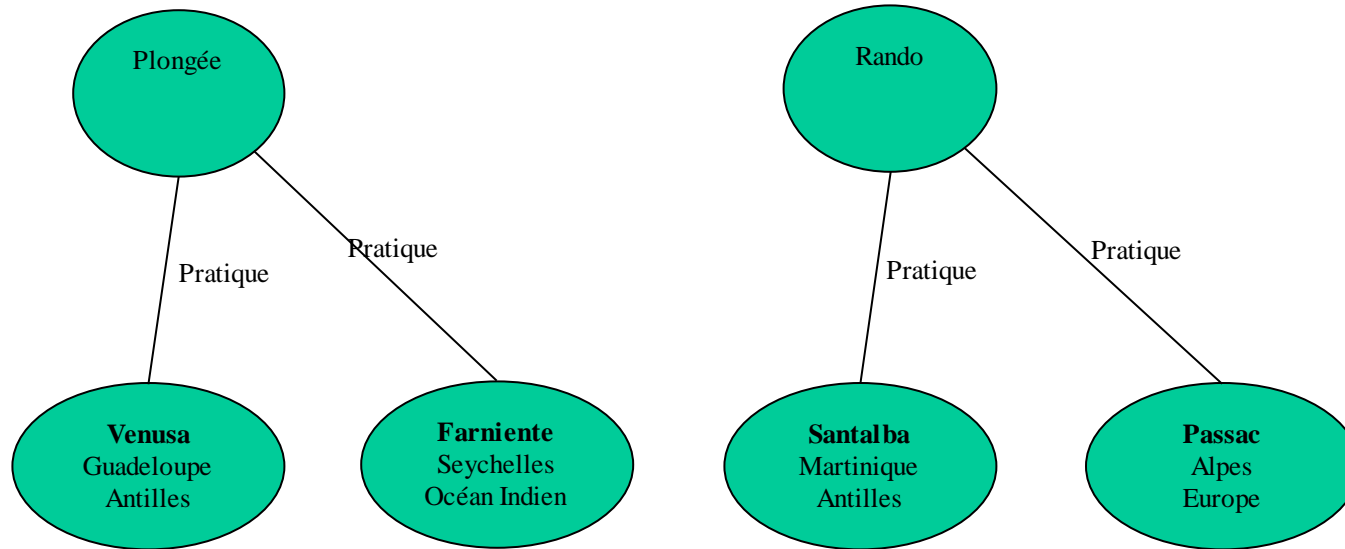 Plongée
Rando
Pratique
Pratique
Pratique
Pratique
Venusa
Guadeloupe
Antilles
Farniente
Seychelles
Océan Indien
Santalba
Martinique
Antilles
Passac
Alpes
Europe